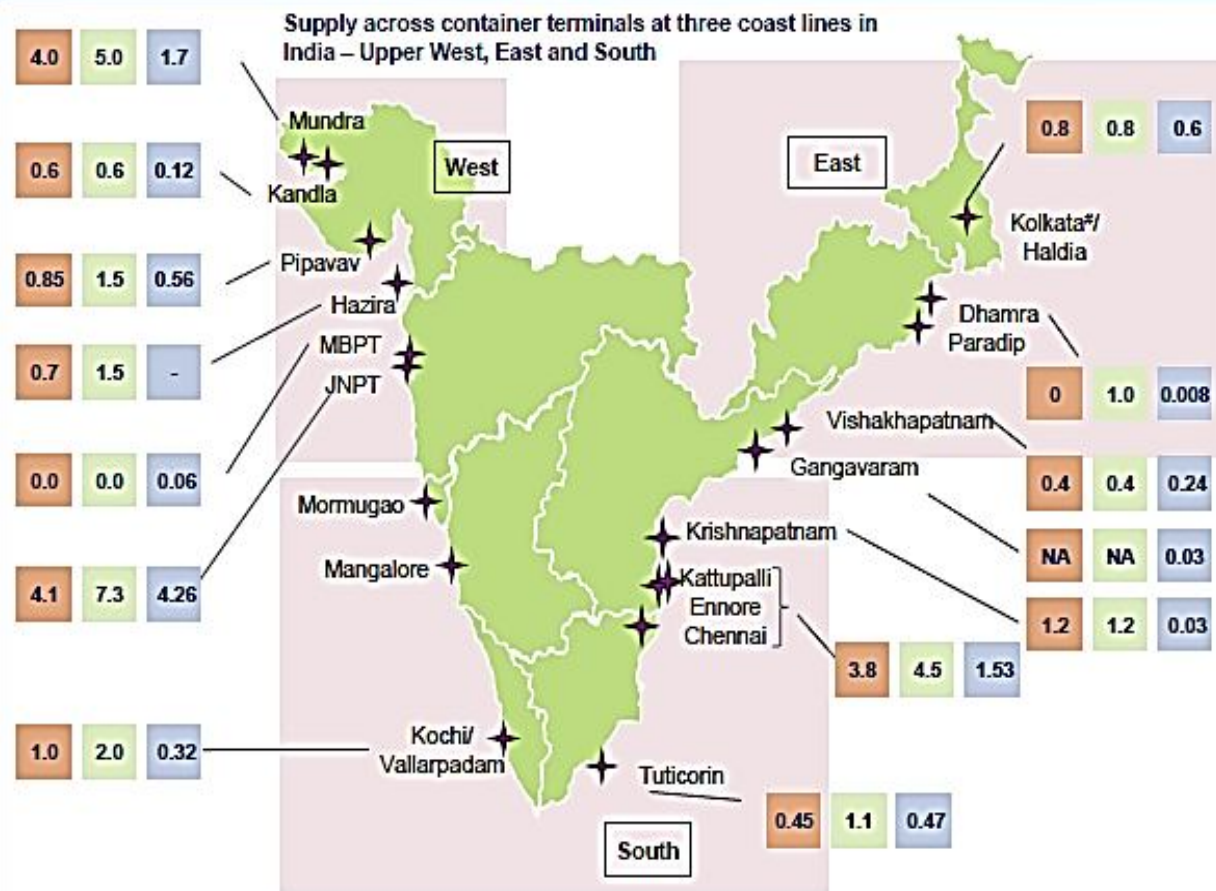 Supply across container terminals at three coast lines in
India – Upper West, East and South
4.0 5.0 1.7
Mundra
0.6 0.6 0.12
Kandla
West
0.85 1.5 0.56
Pipavav
0.7 1.5 -
Hazira
0.0 0.0 0.06
MBPT
4.1 7.3 4.26
JNPT
Mormugao
Mangalore
1.0 2.0 0.32
Kochi/
Vallarpadam
East
0.8 0.8 0.6
Kolkata#/
Haldia
Dhamra
Paradip
0 1.0 0.008
Vishakhapatnam
0.4 0.4 0.24
Gangavaram
NA NA 0.03
Krishnapatnam
1.2 1.2 0.03
Kattupalli
Ennore
Chennai
3.8 4.5 1.53
Tuticorin
0.45 1.1 0.47
South